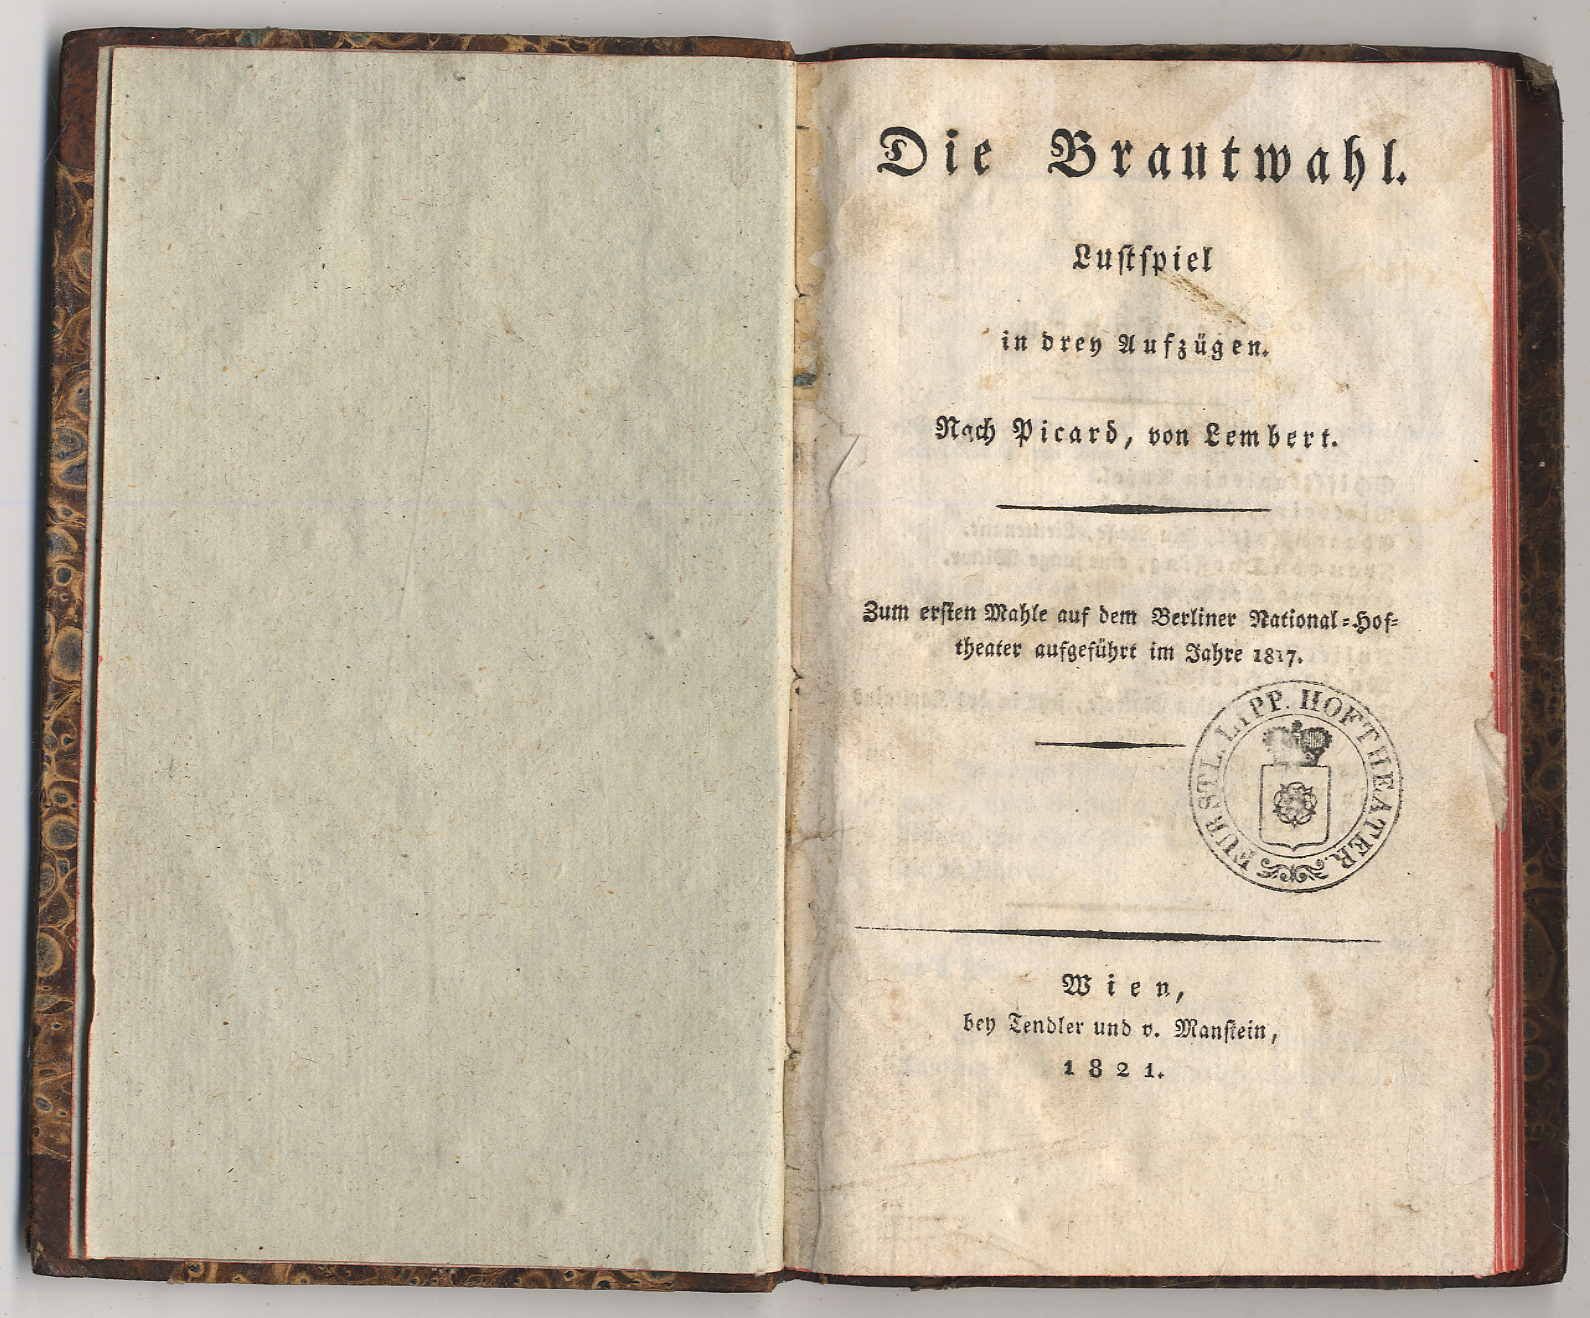 Die Brautwahl.
Lustspiel
in drey Aufzügen.
Nach Picard, von Lembert.
Zum ersten Mahle auf dem Berliner National-Hof-
theater aufgeführt im Jahre 1817.
FÜRSTL. LIPP. HOFTHEATER.
Wien,
bey Tendler und v. Manstein,
1821.